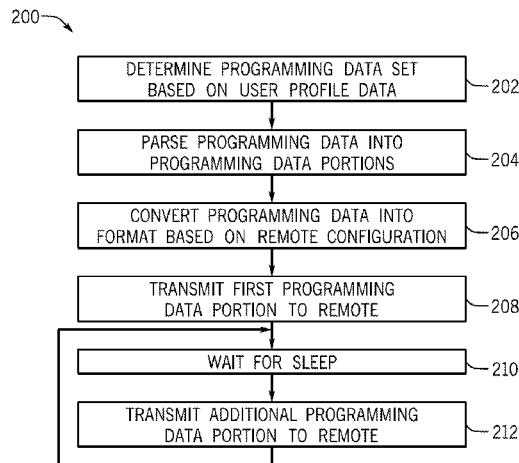 200
DETERMINE PROGRAMMING DATA SET
BASED ON USER PROFILE DATA
202
PARSE PROGRAMMING DATA INTO
PROGRAMMING DATA PORTIONS
204
CONVERT PROGRAMMING DATA INTO
FORMAT BASED ON REMOTE CONFIGURATION
206
TRANSMIT FIRST PROGRAMMING
DATA PORTION TO REMOTE
208
WAIT FOR SLEEP
210
TRANSMIT ADDITIONAL PROGRAMMING
DATA PORTION TO REMOTE
212